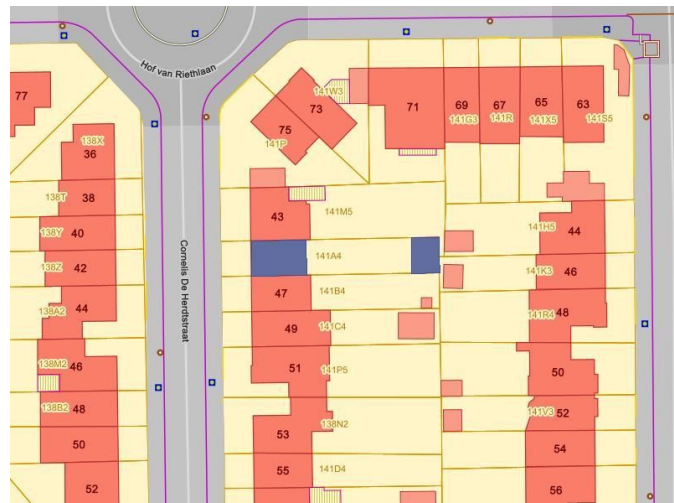 Hof van Riethlaan
Cornelis De Herdtstraat
77
138X
36
138T
38
138Y
40
138Z
42
138A2
44
138M2
46
138B2
48
50
52
141W3
73
75
141P
71
69
141G3
67
141R
65
141X5
63
141S5
43
141M5
141A4
47
141B4
49
141C4
51
141P5
138N2
53
55
141D4
141H5
44
141K3
46
141R4
48
50
141V3
52
54
56